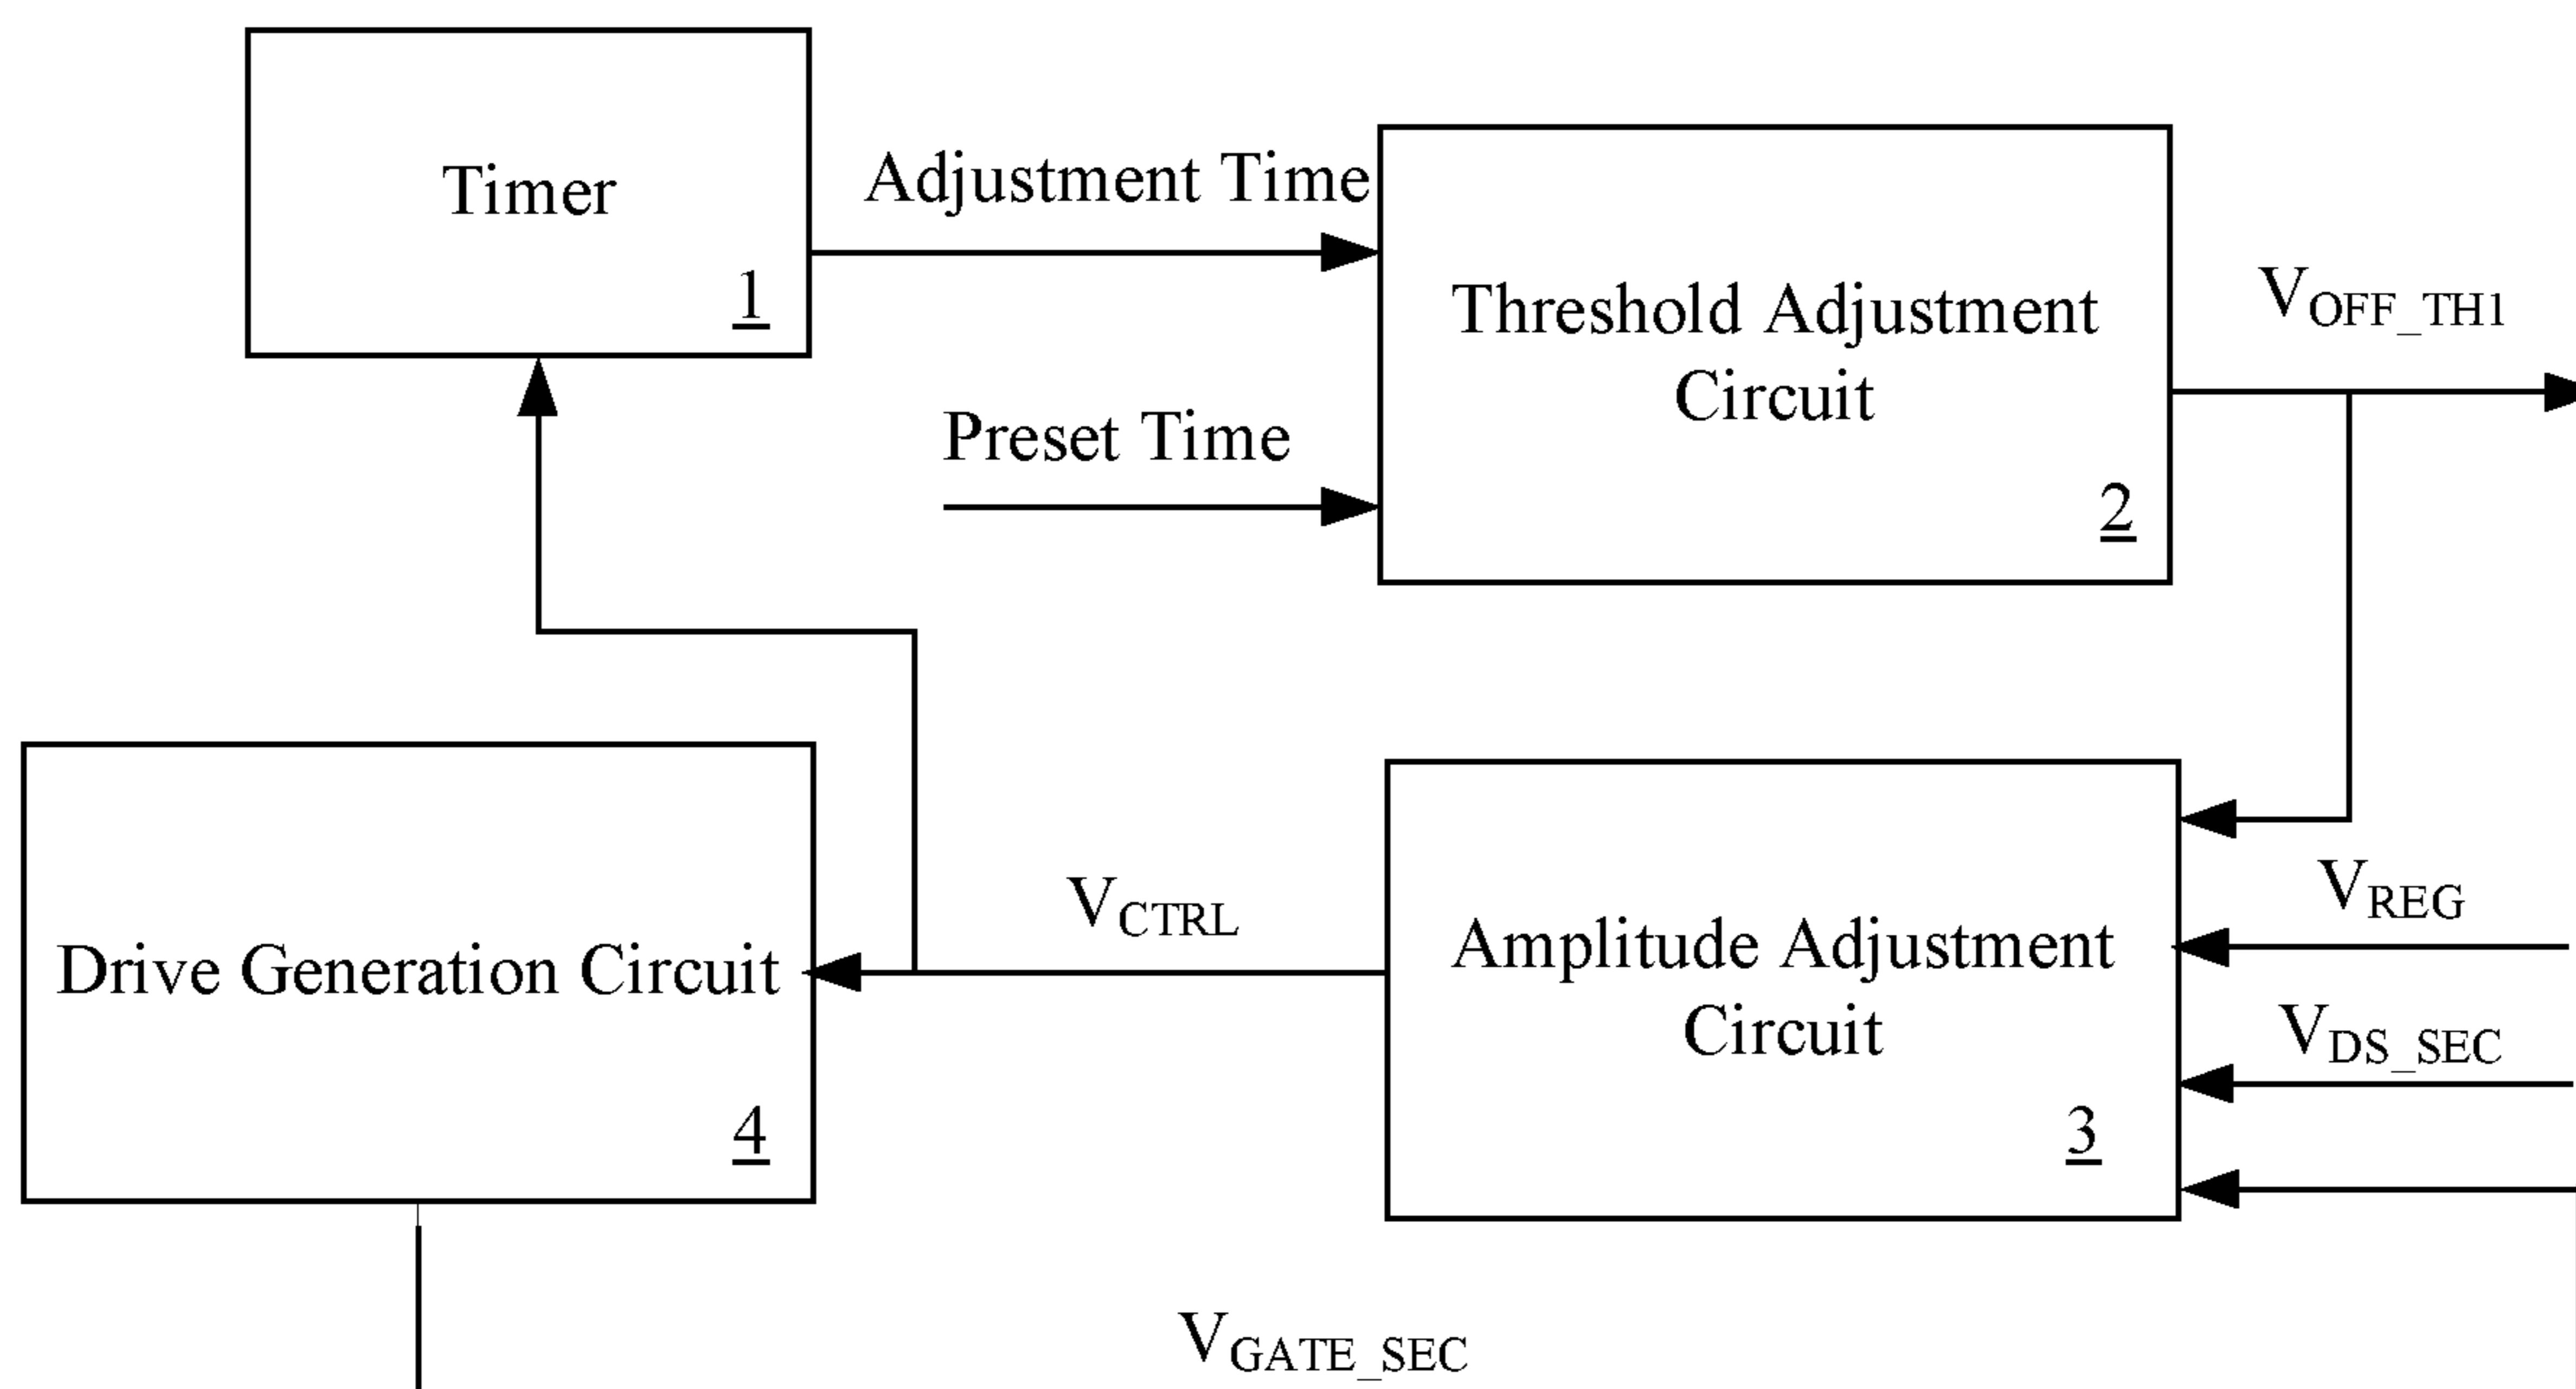 Timer
1
Adjustment Time
Preset Time
Threshold Adjustment
Circuit
2
VOFF_TH1
Drive Generation Circuit
4
VCTRL
Amplitude Adjustment
Circuit
3
VREG
VDS_SEC
VGATE_SEC